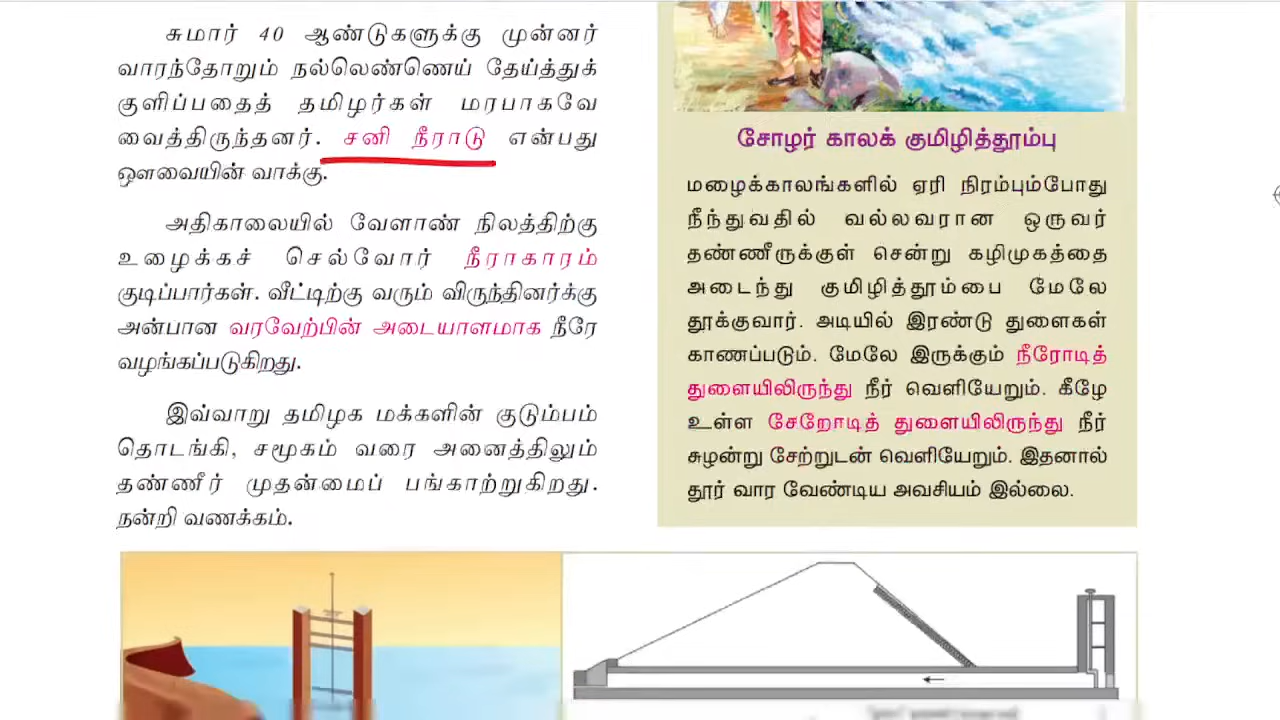 சுமார் 40 ஆண்டுகளுக்கு முன்னர்
வாரந்தோறும் நல்லெண்ணெய் தேய்த்துக்
குளிப்பதைத் தமிழர்கள் மரபாகவே
வைத்திருந்தனர். சனி நீராடு என்பது
ஔவையின் வாக்கு.
அதிகாலையில் வேளாண் நிலத்திற்கு
உழைக்கச் செல்வோர் நீராகாரம்
குடிப்பார்கள். வீட்டிற்கு வரும் விருந்தினர்க்கு
அன்பான வரவேற்பின் அடையாளமாக நீரே
வழங்கப்படுகிறது.
இவ்வாறு தமிழக மக்களின் குடும்பம்
தொடங்கி, சமூகம் வரை அனைத்திலும்
தண்ணீர் முதன்மைப் பங்காற்றுகிறது.
நன்றி வணக்கம்.
சோழர் காலக் குமிழித்தூம்பு
மழைக்காலங்களில் ஏரி நிரம்பும்போது
நீந்துவதில் வல்லவரான ஒருவர்
தண்ணீருக்குள் சென்று கழிமுகத்தை
அடைந்து குமிழித்தூம்பை மேலே
தூக்குவார். அடியில் இரண்டு துளைகள்
காணப்படும். மேலே இருக்கும் நீரோடித்
துளையிலிருந்து நீர் வெளியேறும். கீழே
உள்ள சேறோடித் துளையிலிருந்து நீர்
சுழன்று சேற்றுடன் வெளியேறும். இதனால்
தூர் வார வேண்டிய அவசியம் இல்லை.